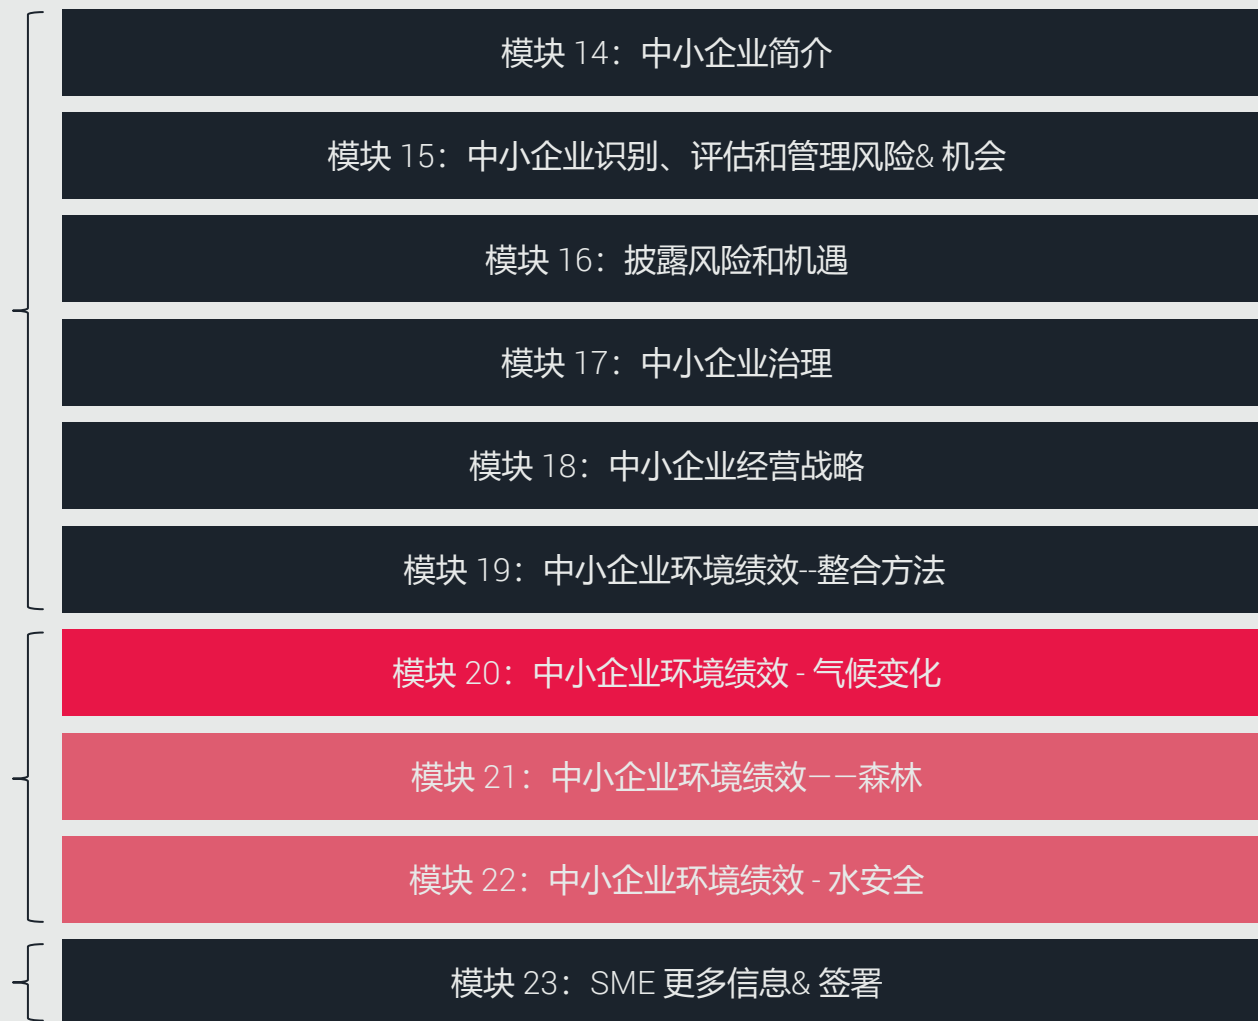 模块 14：中小企业简介
模块 15：中小企业识别、评估和管理风险& 机会
模块 16：披露风险和机遇
模块 17：中小企业治理
模块 18：中小企业经营战略
模块 19：中小企业环境绩效--整合方法
模块 20：中小企业环境绩效 - 气候变化
模块 21：中小企业环境绩效——森林
模块 22：中小企业环境绩效 - 水安全
模块 23：SME 更多信息& 签署